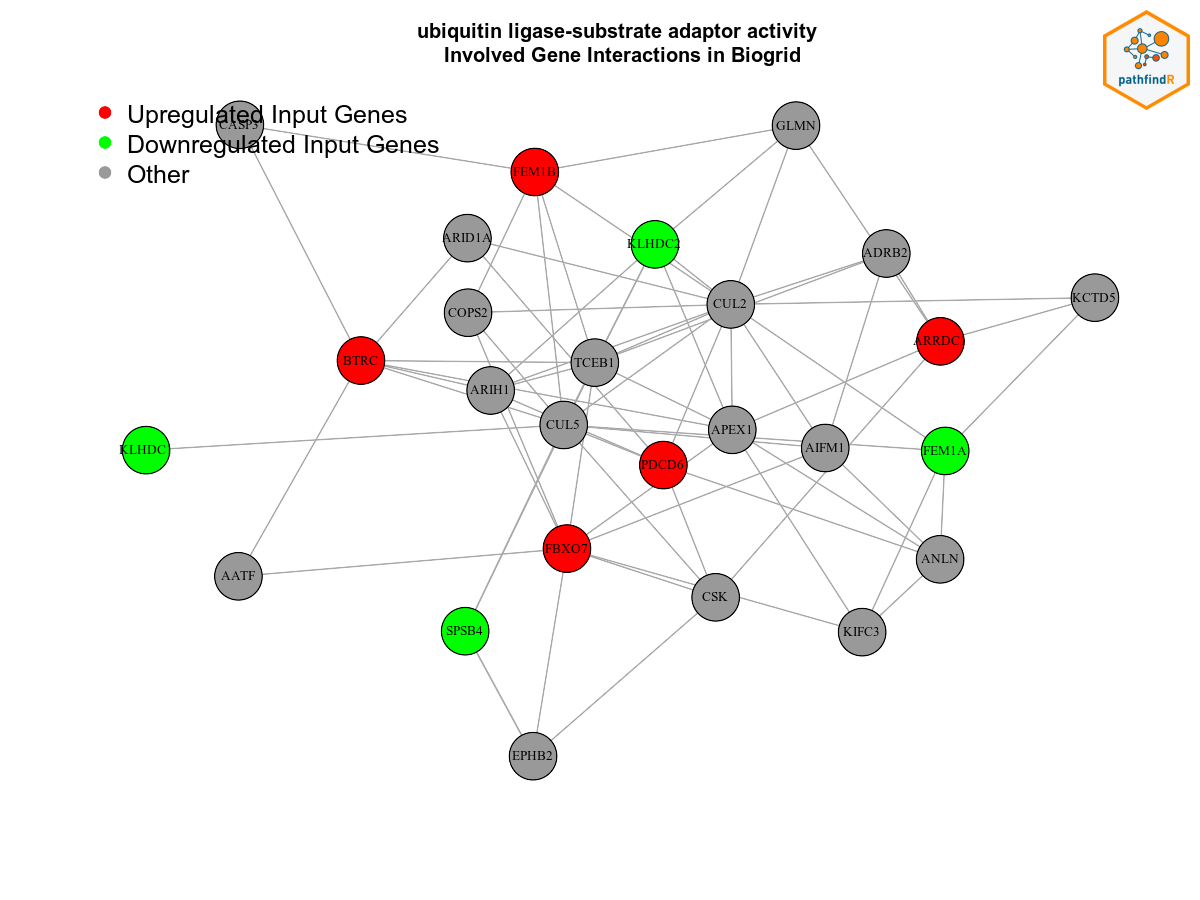 ubiquitin ligase-substrate adaptor activity
Involved Gene Interactions in Biogrid
pathfindR
Upregulated Input Genes
Downregulated Input Genes
Other
CASP3
GLMN
FEM1B
ARID1A
KLHDC2
ADRB2
KCTD5
CUL2
COPS2
ARRDC
BTRC
TCEB1
ARIH1
CUL5
APEX1
AIFM1
FEM1A
KLHDC
PDCD6
FBXO7
ANLN
AATF
CSK
SPSB4
KIFC3
EPHB2